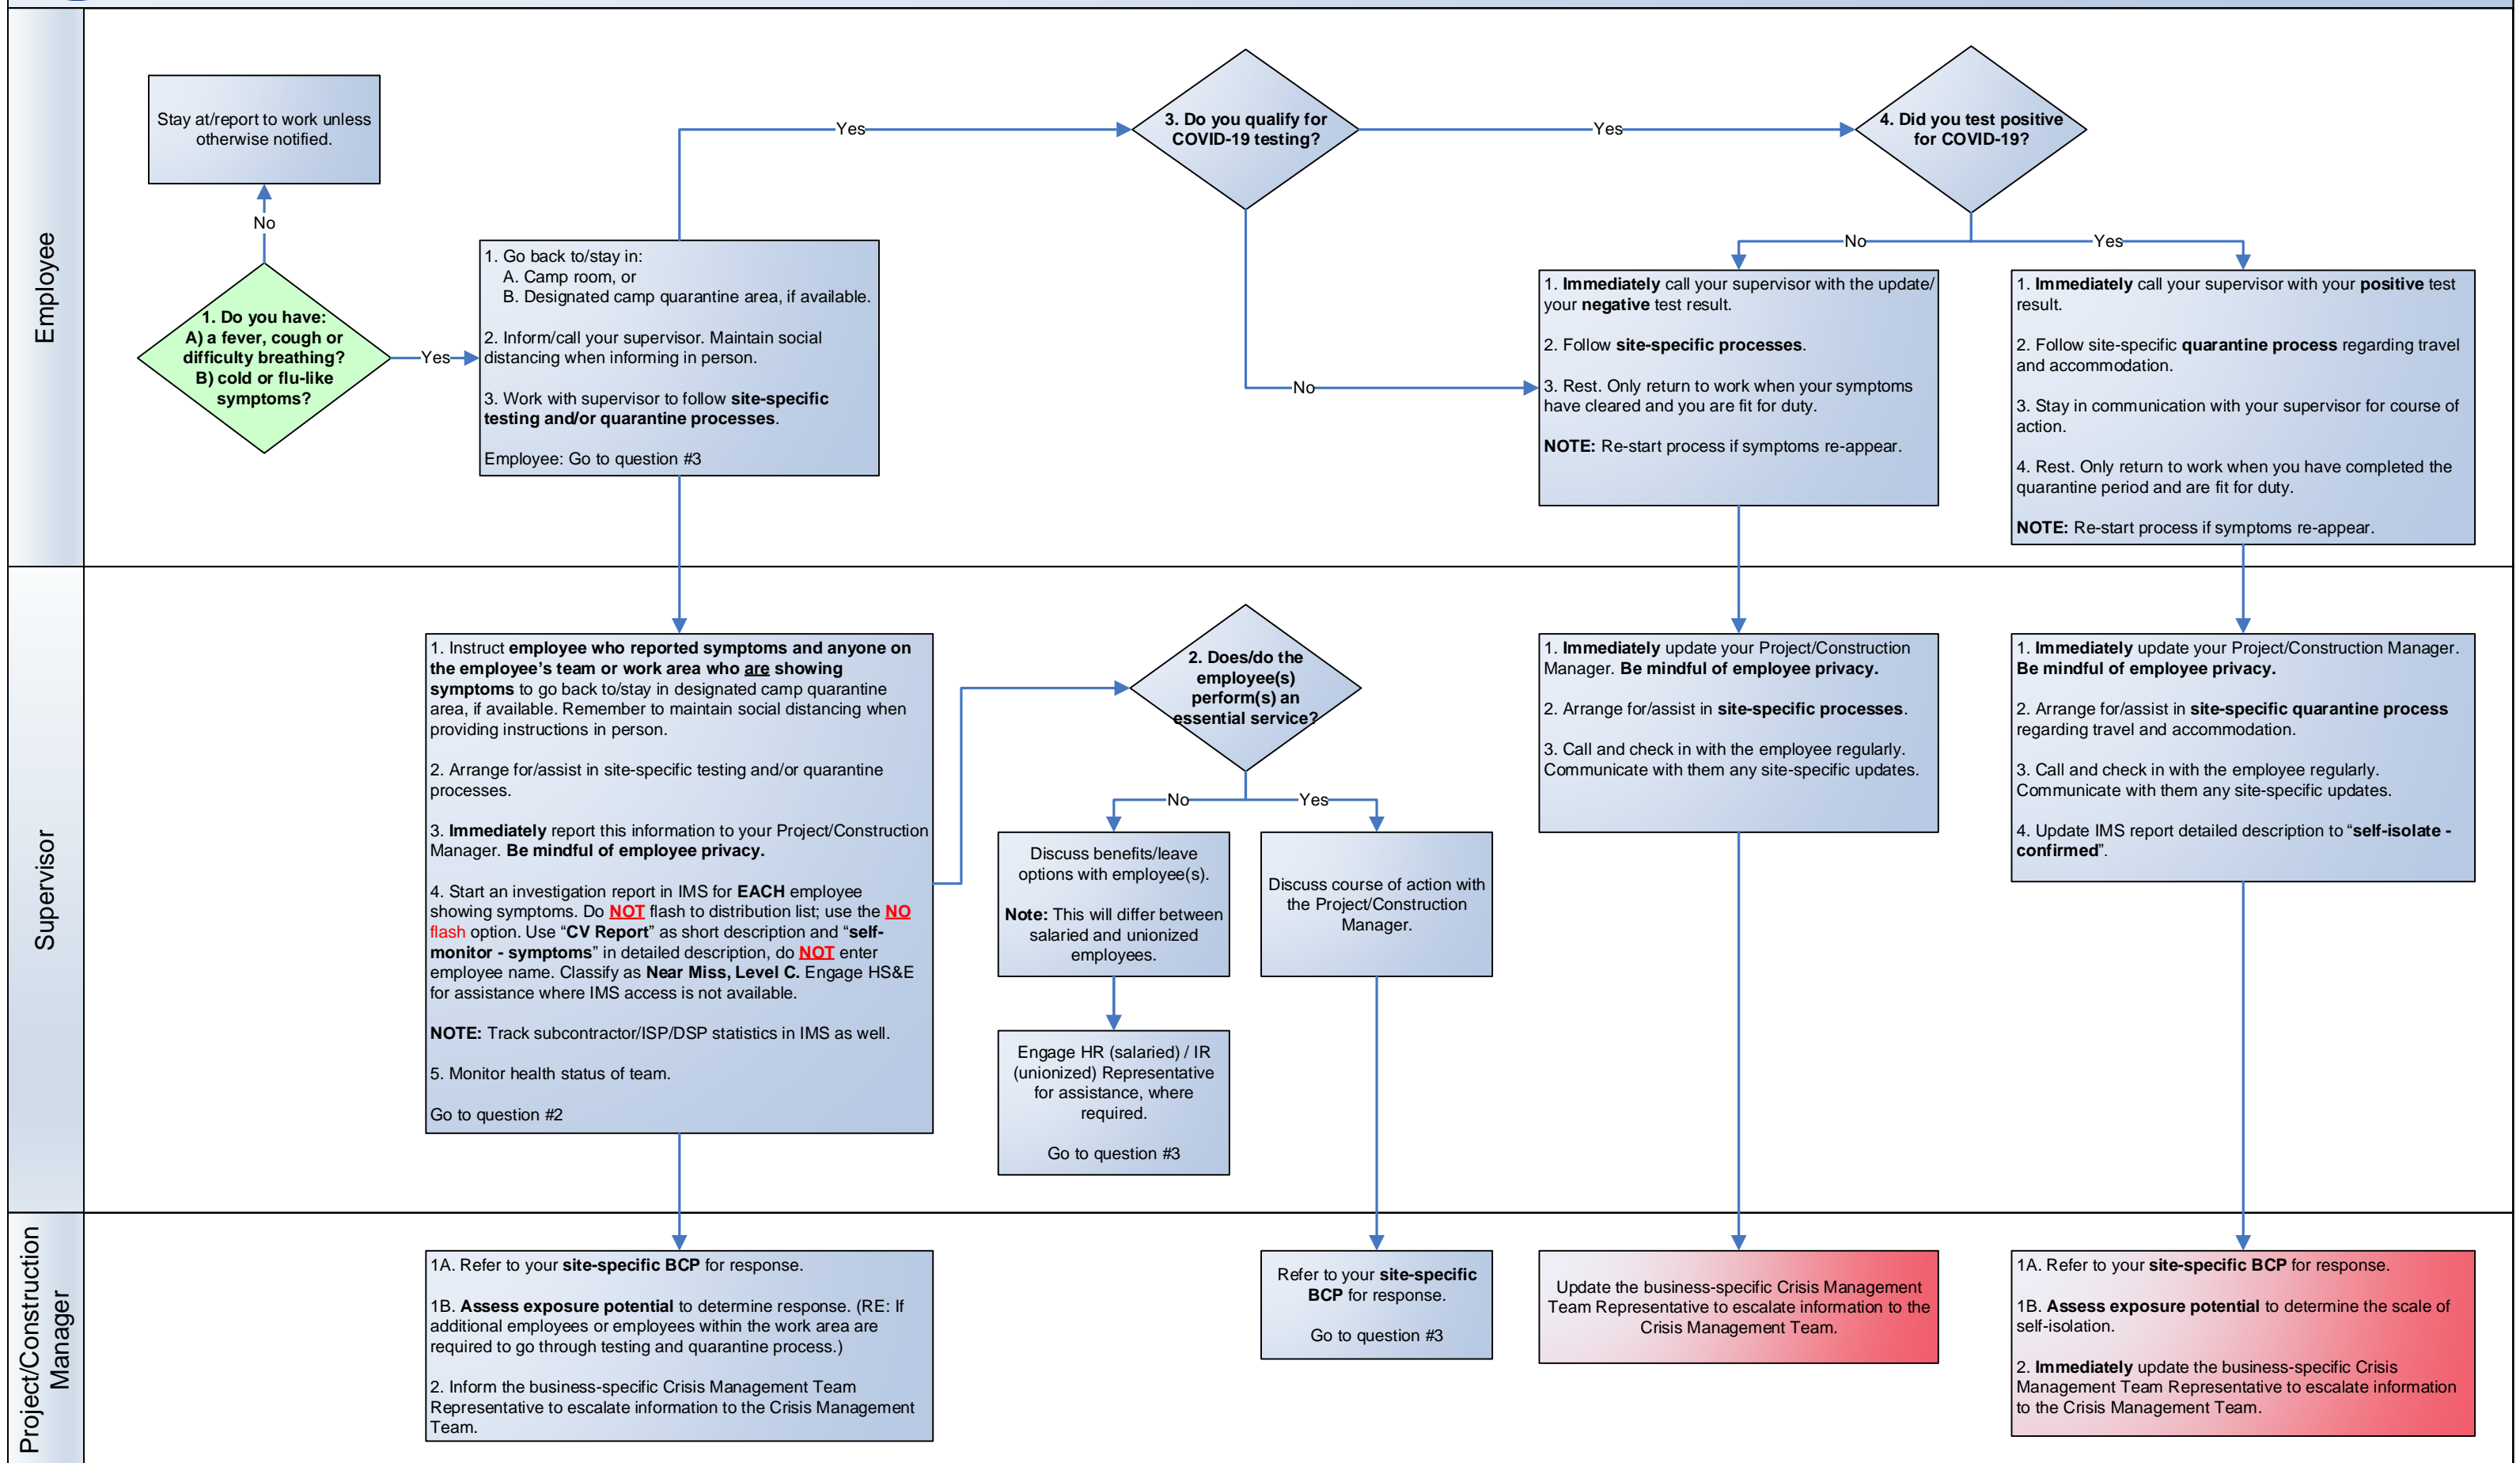 Employee
Stay at/report to work unless
otherwise notified.
No
1. Do you have:
A) a fever, cough or
difficulty breathing?
B) cold or flu-like
symptoms?
Yes
1. Go back to/stay in:
A. Camp room, or
B. Designated camp quarantine area, if available.
2. Inform/call your supervisor. Maintain social
distancing when informing in person.
3. Work with supervisor to follow site-specific
testing and/or quarantine processes.
Employee: Go to question #3
Yes
3. Do you qualify for
COVID-19 testing?
Yes
No
4. Did you test positive
for COVID-19?
No
Yes
1. Immediately call your supervisor with the update/
your negative test result.
2. Follow site-specific processes.
3. Rest. Only return to work when your symptoms
have cleared and you are fit for duty.
NOTE: Re-start process if symptoms re-appear.
1. Immediately call your supervisor with your positive test
result.
2. Follow site-specific quarantine process regarding travel
and accommodation.
3. Stay in communication with your supervisor for course of
action.
4. Rest. Only return to work when you have completed the
quarantine period and are fit for duty.
NOTE: Re-start process if symptoms re-appear.
Supervisor
1. Instruct employee who reported symptoms and anyone on
the employee's team or work area who are showing
symptoms to go back to/stay in designated camp quarantine
area, if available. Remember to maintain social distancing when
providing instructions in person.
2. Arrange for/assist in site-specific testing and/or quarantine
processes.
3. Immediately report this information to your Project/Construction
Manager. Be mindful of employee privacy.
4. Start an investigation report in IMS for EACH employee
showing symptoms. Do NOT flash to distribution list; use the NO
flash option. Use "CV Report" as short description and "self-
monitor - symptoms" in detailed description, do NOT enter
employee name. Classify as Near Miss, Level C. Engage HS&E
for assistance where IMS access is not available.
NOTE: Track subcontractor/ISP/DSP statistics in IMS as well.
5. Monitor health status of team.
Go to question #2
2. Does/do the
employee(s)
perform(s) an
essential service?
No
Yes
Discuss benefits/leave
options with employee(s).
Note: This will differ between
salaried and unionized
employees.
Engage HR (salaried) / IR
(unionized) Representative
for assistance, where
required.
Go to question #3
Discuss course of action with
the Project/Construction
Manager.
1. Immediately update your Project/Construction
Manager. Be mindful of employee privacy.
2. Arrange for/assist in site-specific processes.
3. Call and check in with the employee regularly.
Communicate with them any site-specific updates.
1. Immediately update your Project/Construction Manager.
Be mindful of employee privacy.
2. Arrange for/assist in site-specific quarantine process
regarding travel and accommodation.
3. Call and check in with the employee regularly.
Communicate with them any site-specific updates.
4. Update IMS report detailed description to "self-isolate -
confirmed".
Project/Construction
Manager
1A. Refer to your site-specific BCP for response.
1B. Assess exposure potential to determine response. (RE: If
additional employees or employees within the work area are
required to go through testing and quarantine process.)
2. Inform the business-specific Crisis Management Team
Representative to escalate information to the Crisis Management
Team.
Refer to your site-specific
BCP for response.
Go to question #3
Update the business-specific Crisis Management
Team Representative to escalate information to the
Crisis Management Team.
1A. Refer to your site-specific BCP for response.
1B. Assess exposure potential to determine the scale of
self-isolation.
2. Immediately update the business-specific Crisis
Management Team Representative to escalate information
to the Crisis Management Team.